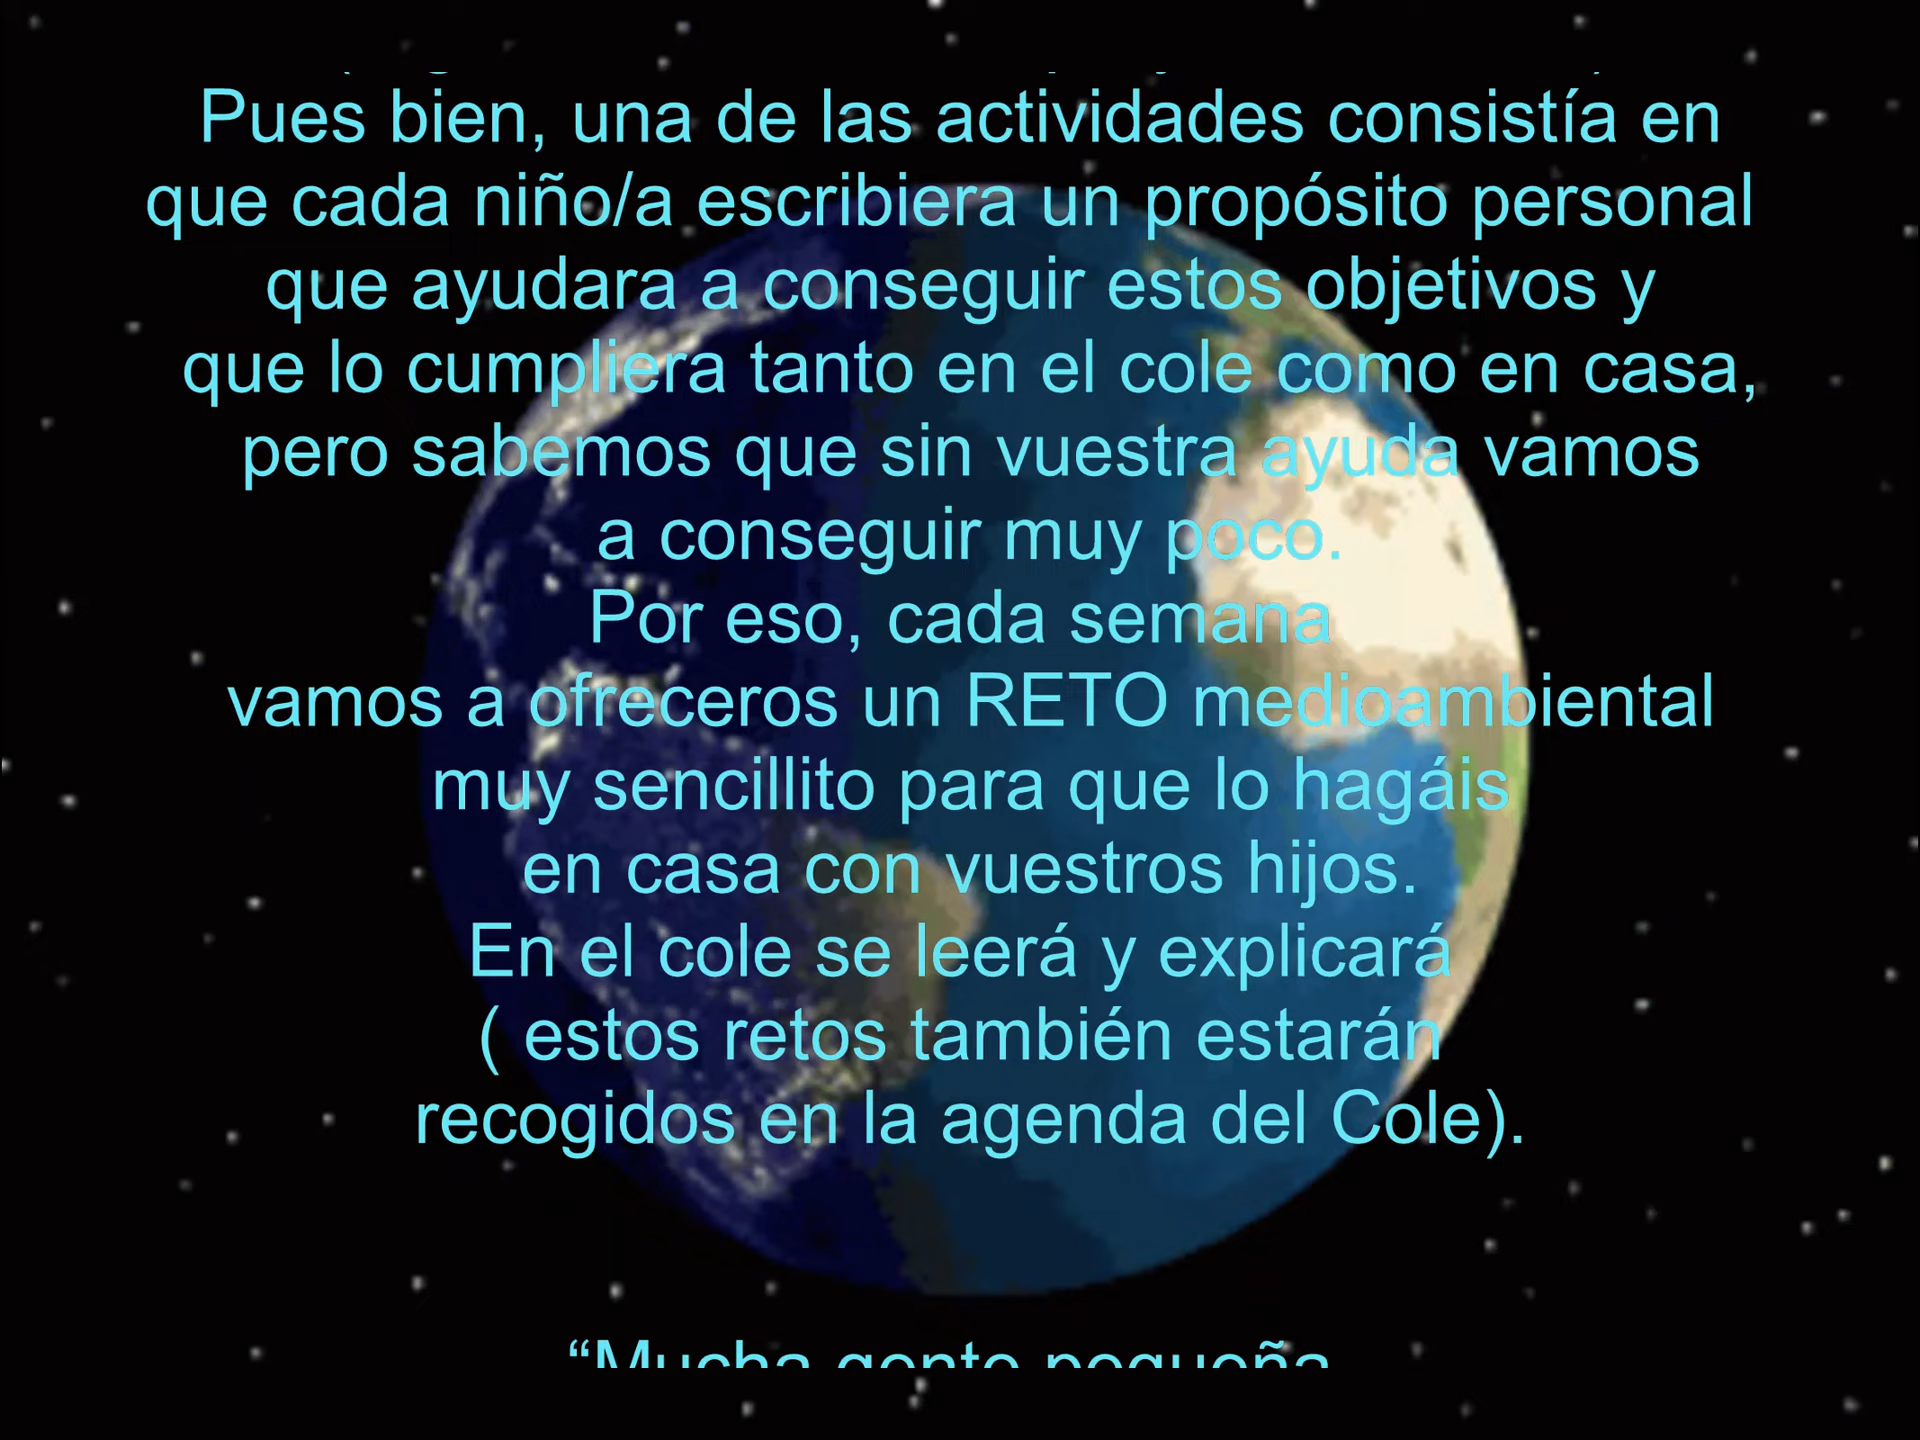 Pues bien, una de las actividades consistía en
que cada niño/a escribiera un propósito personal
que ayudara a conseguir estos objetivos y
que lo cumpliera tanto en el cole como en casa,
pero sabemos que sin vuestra ayuda vamos
a conseguir muy poco.
Por eso, cada semana
vamos a ofreceros un RETO medioambiental
muy sencillito para que lo hagáis
en casa con vuestros hijos.
En el cole se leerá y explicará
( estos retos también estarán
recogidos en la agenda del Cole).
“Mucha gente pequeña